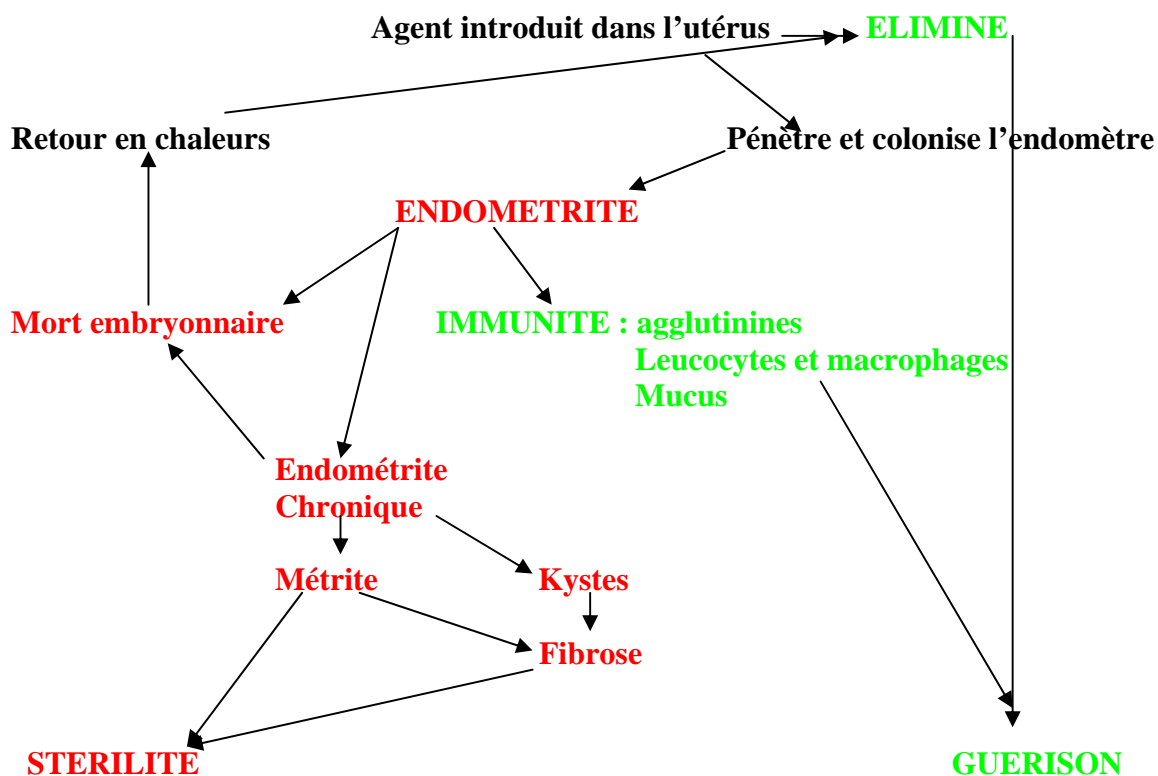 Agent introduit dans l’utérus ELIMINE
Retour en chaleurs Pénètre et colonise l’endomètre
ENDOMETRITE
Mort embryonnaire IMMUNITE : agglutinines
Leucocytes et macrophages
Mucus
Endométrite
Chronique
Métrite Kystes
Fibrose
STERILITE GUERISON